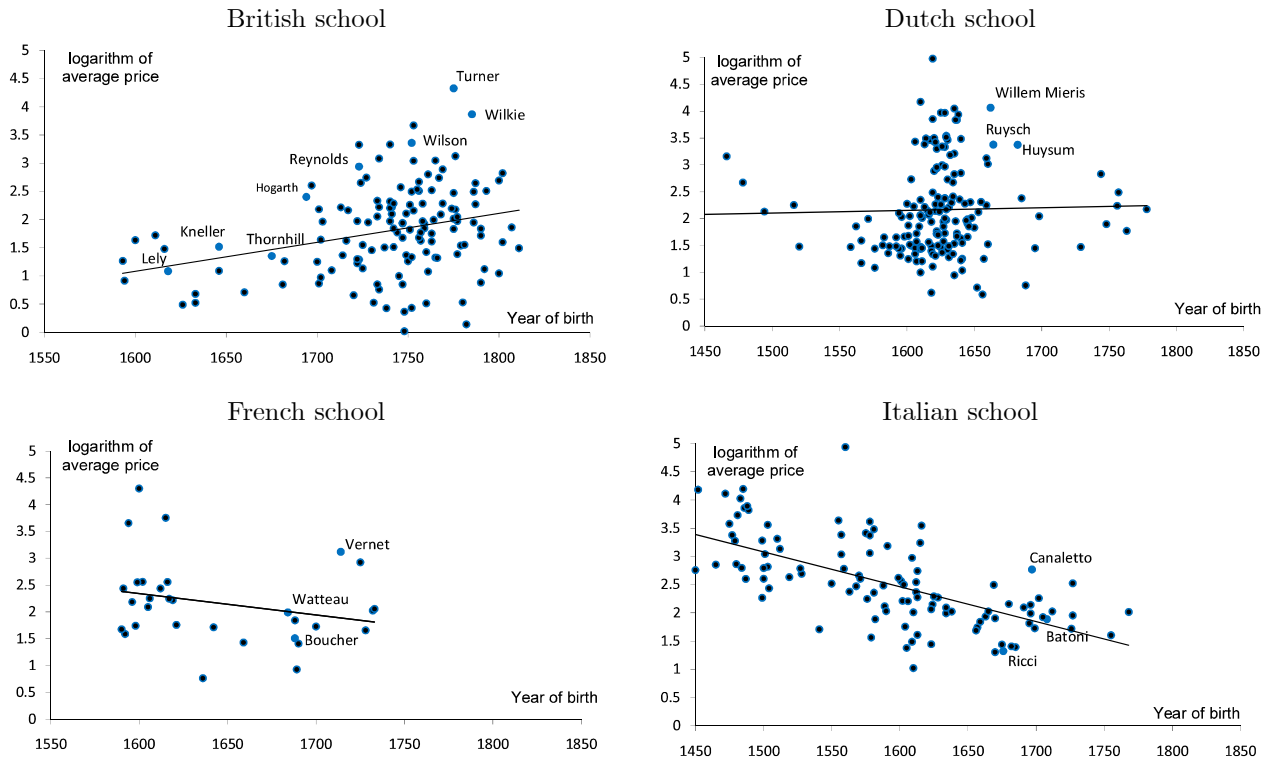 British school
logarithm of
average price
5
4.5
4
3.5
3
2.5
2
1.5
1
0.5
0
Turner
Wilkie
Wilson
Reynolds
Hogarth
Kneller
Thornhill
Lely
Year of birth
1550 1600 1650 1700 1750 1800 1850
Dutch school
logarithm of
average price
5
4.5
4
3.5
3
2.5
2
1.5
1
0.5
0
Willem Mieris
Ruysch
Huysum
Year of birth
1450 1500 1550 1600 1650 1700 1750 1800 1850
French school
logarithm of
average price
5
4.5
4
3.5
3
2.5
2
1.5
1
0.5
0
Vernet
Watteau
Boucher
Year of birth
1550 1600 1650 1700 1750 1800 1850
Italian school
logarithm of
average price
5
4.5
4
3.5
3
2.5
2
1.5
1
0.5
0
Canaletto
Batoni
Ricci
Year of birth
1450 1500 1550 1600 1650 1700 1750 1800 1850